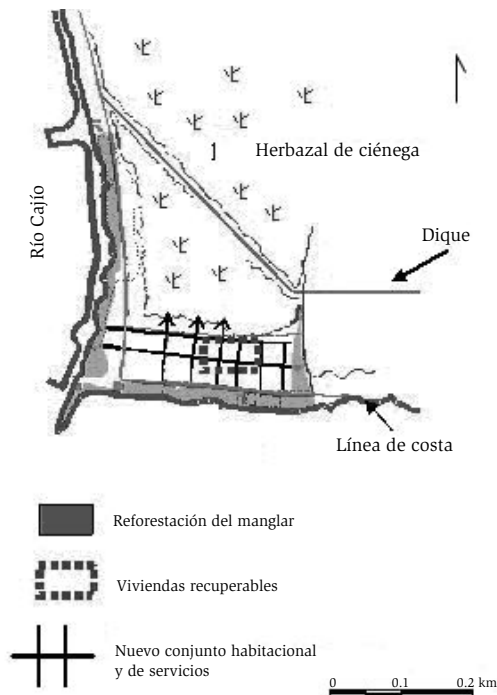 Herbazal de ciénega
Río Cajío
Dique
Línea de costa
Reforestación del manglar
Viviendas recuperables
Nuevo conjunto habitacional
y de servicios
0 0.1 0.2 km